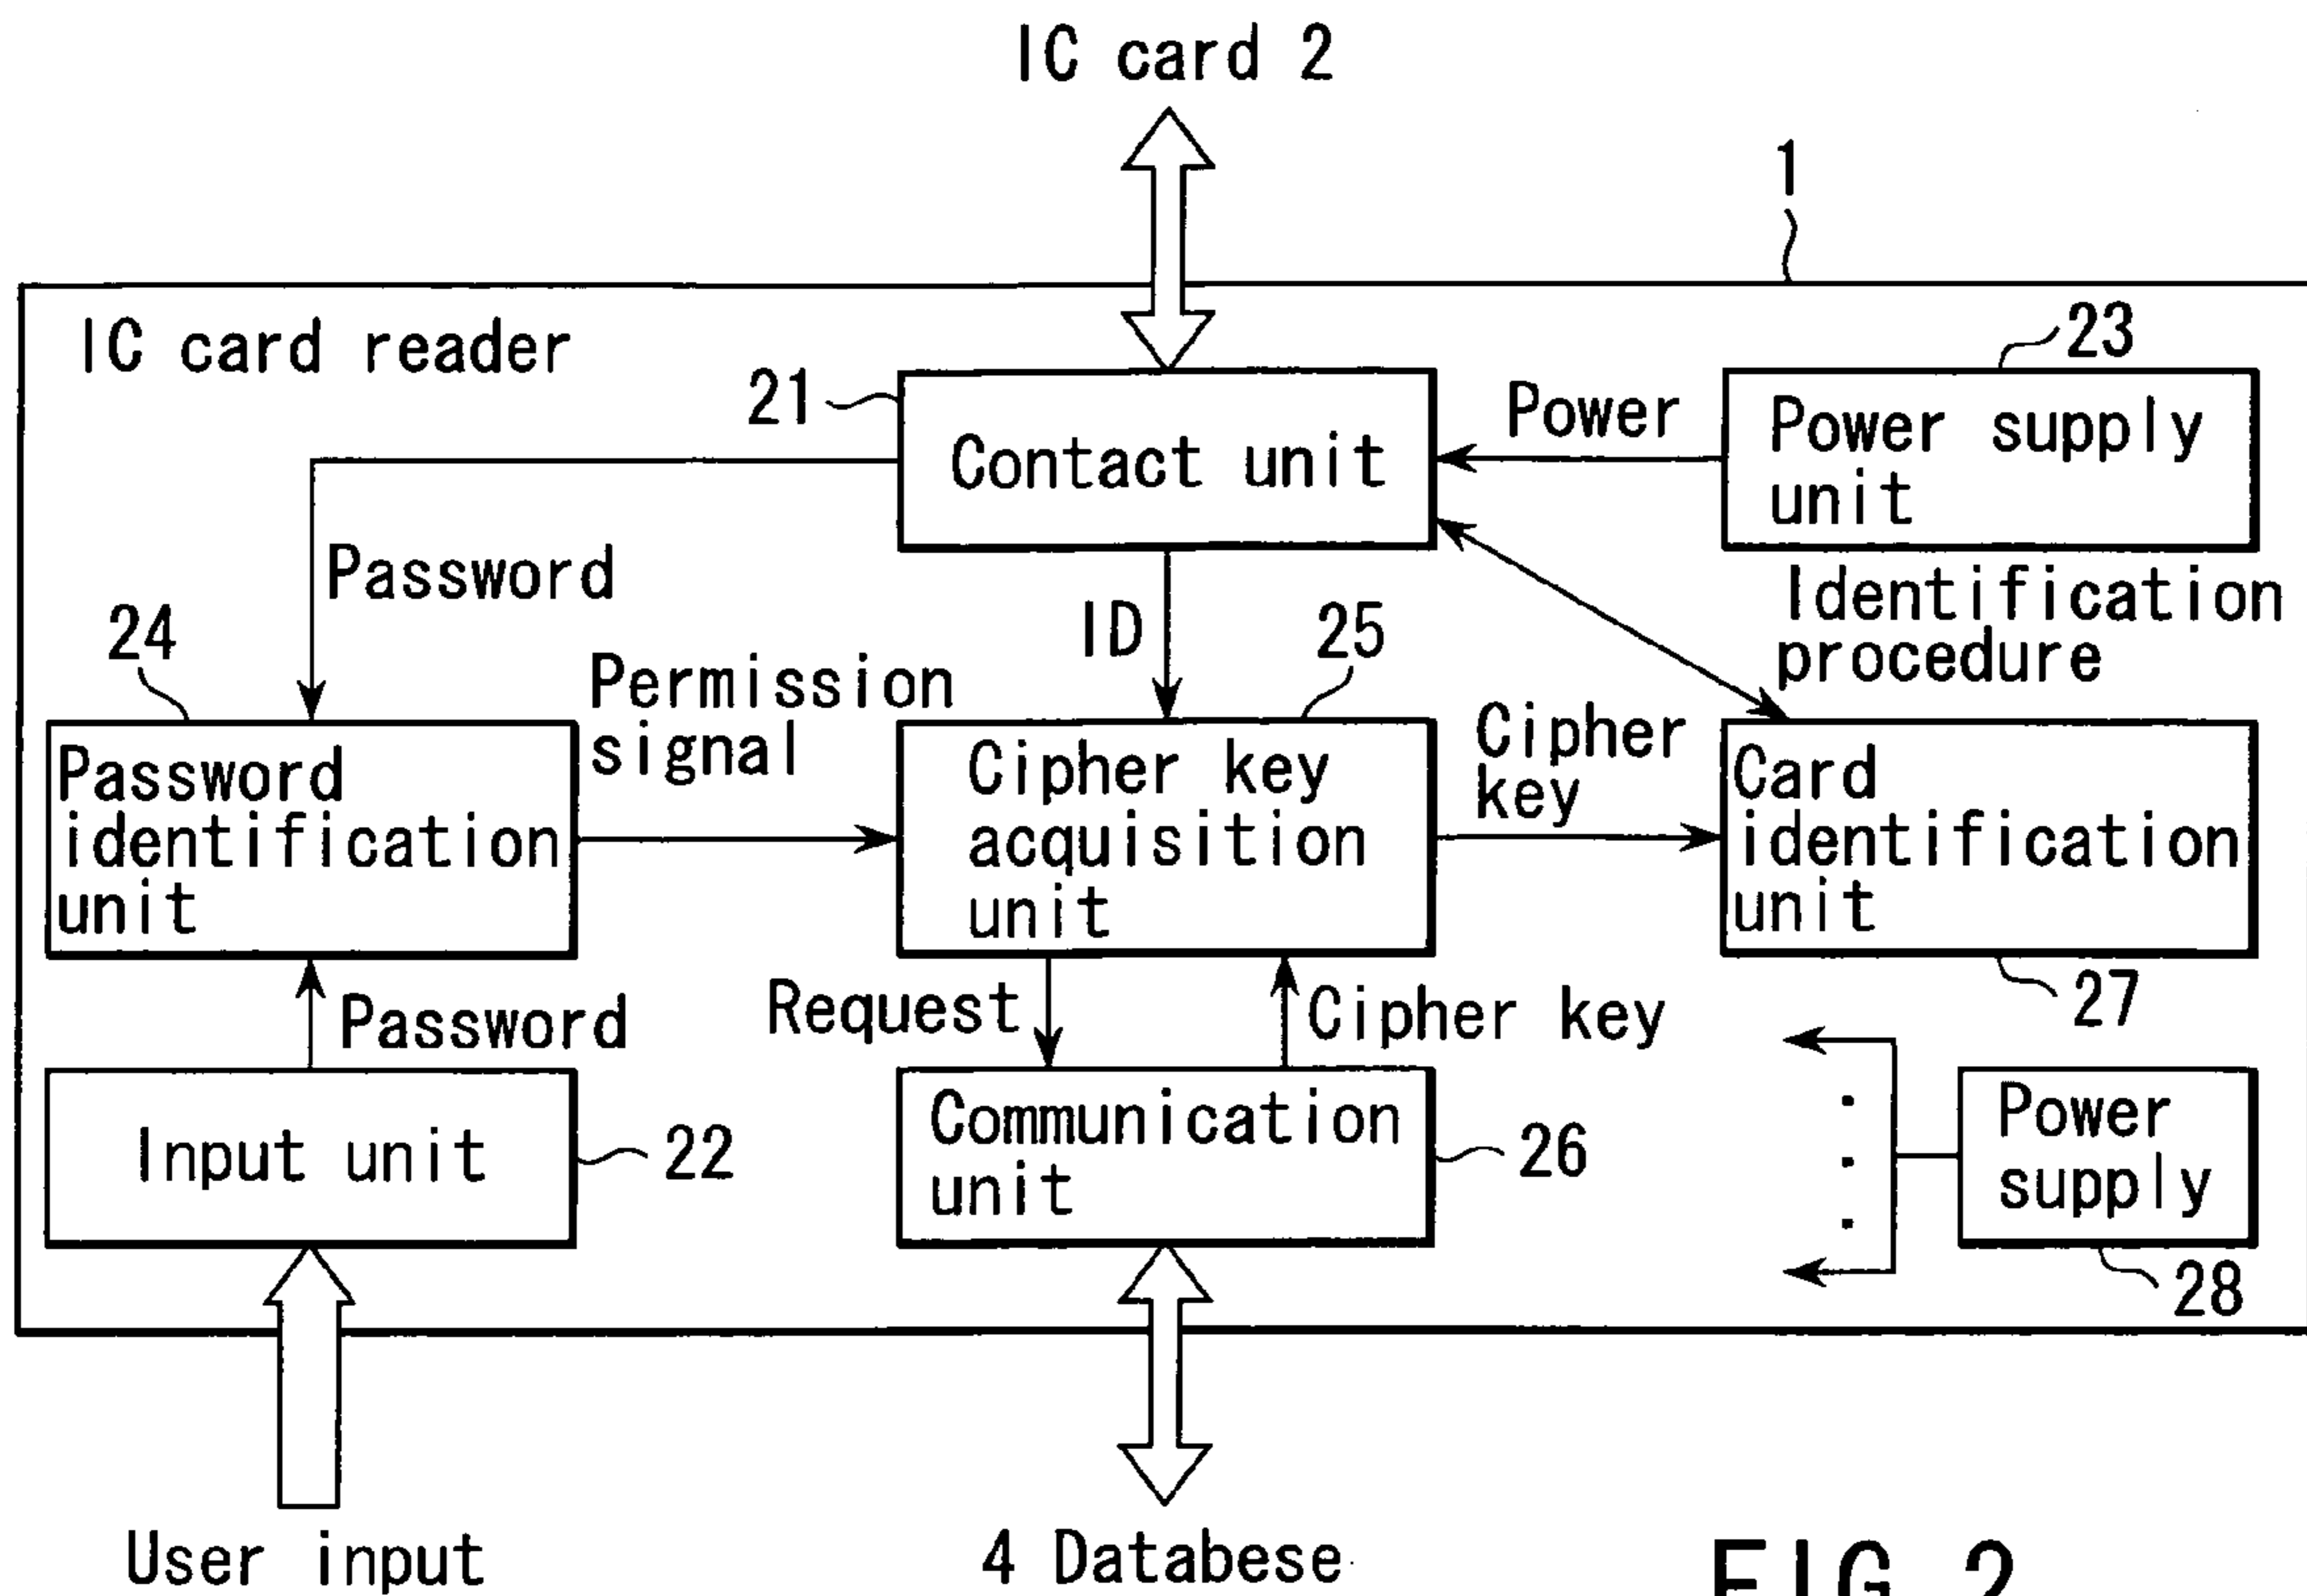 IC card 2
1
IC card reader
23
21
Power
Power supply
unit
Contact unit
Password
Identification
procedure
24
ID
25
Permission
signal
Cipher
key
Password
identification
unit
Cipher key
acquisition
unit
Card
identification
unit
27
Password
Request
Cipher key
Input unit
22
Communication
unit
26
Power
supply
28
User input
4 Databese
FIG. 2